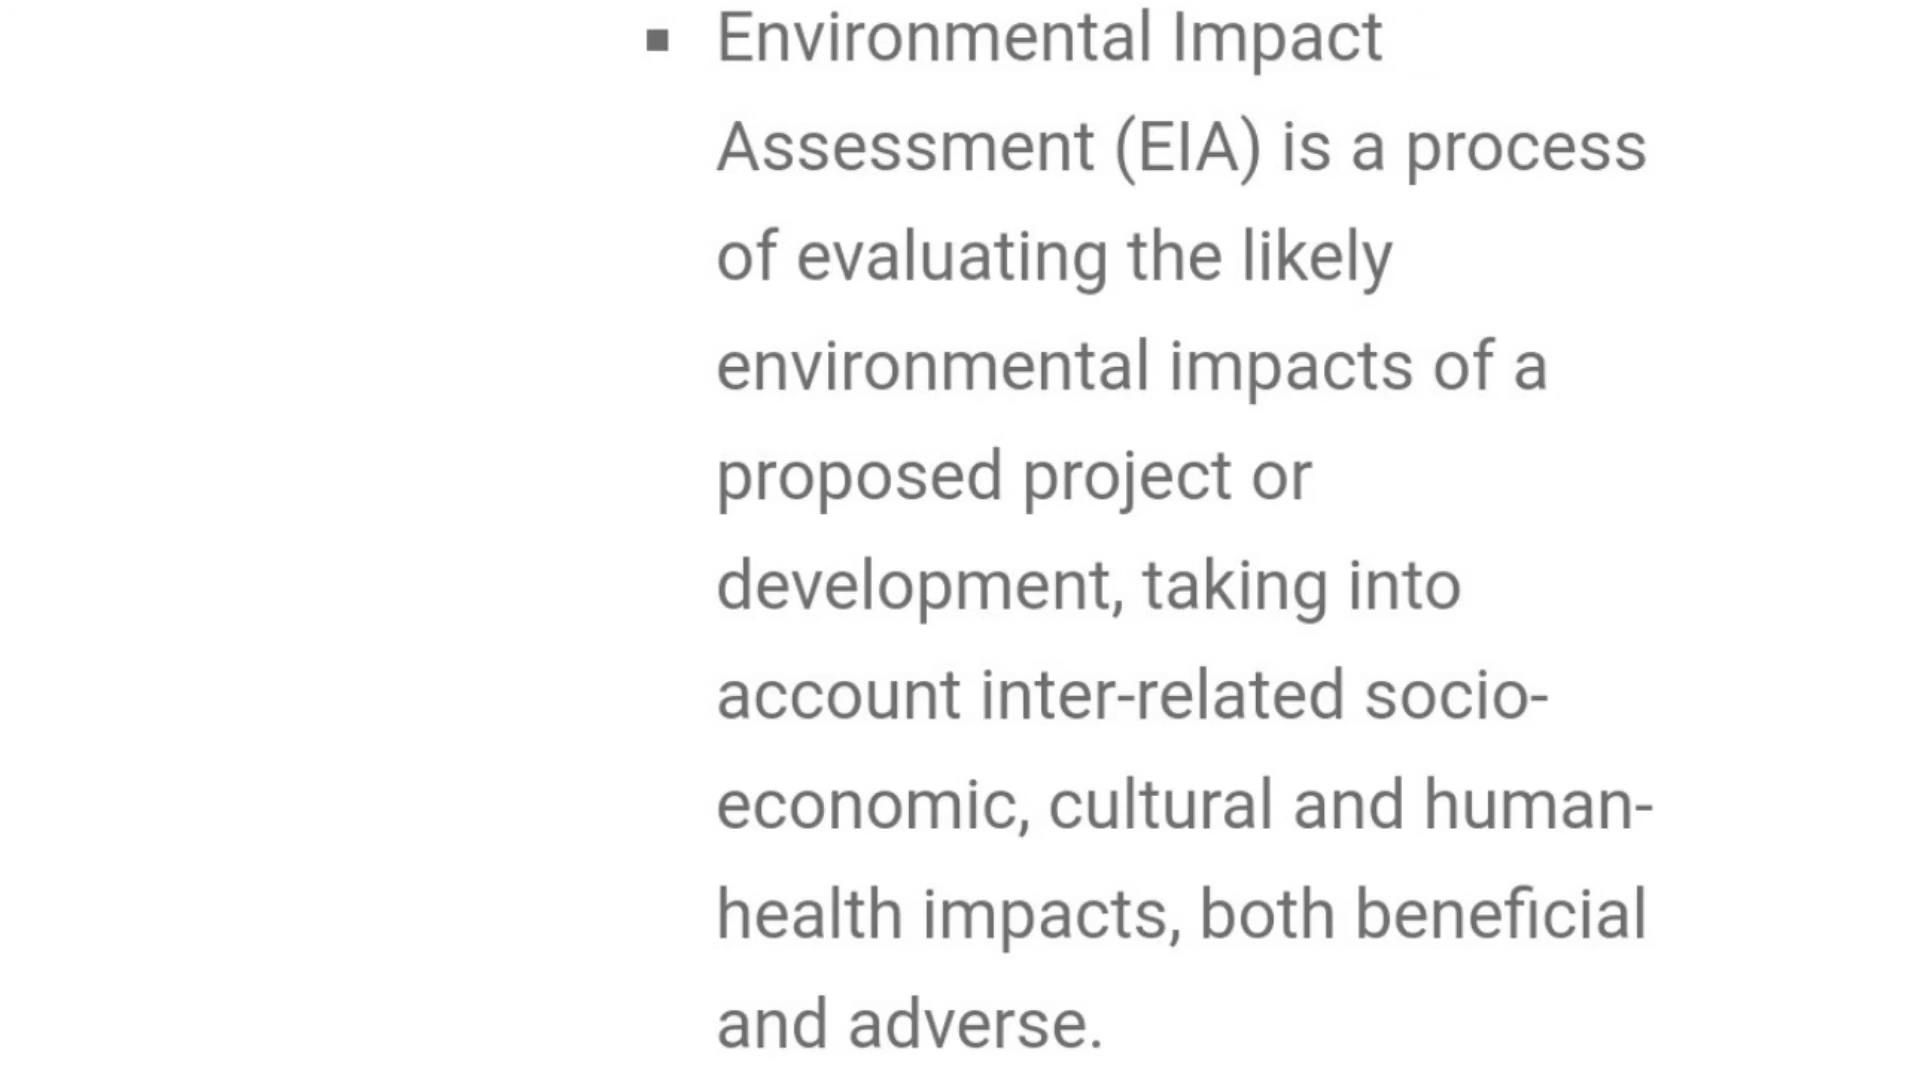 ▪ Environmental Impact
Assessment (EIA) is a process
of evaluating the likely
environmental impacts of a
proposed project or
development, taking into
account inter-related socio-
economic, cultural and human-
health impacts, both beneficial
and adverse.